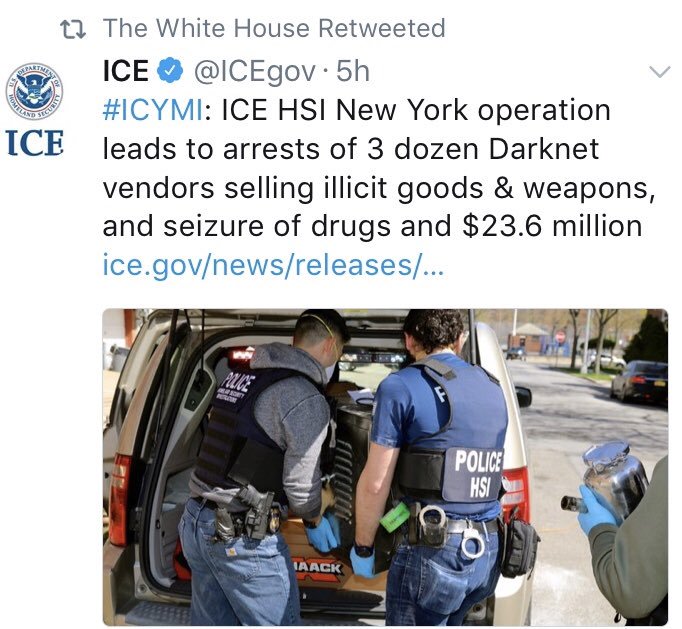 The White House Retweeted
ICE @ICEgov · 5h
#ICYMI: ICE HSI New York operation
leads to arrests of 3 dozen Darknet
vendors selling illicit goods & weapons,
and seizure of drugs and $23.6 million
ice.gov/news/releases/...
ICE
POLICE
POLICE
HSI